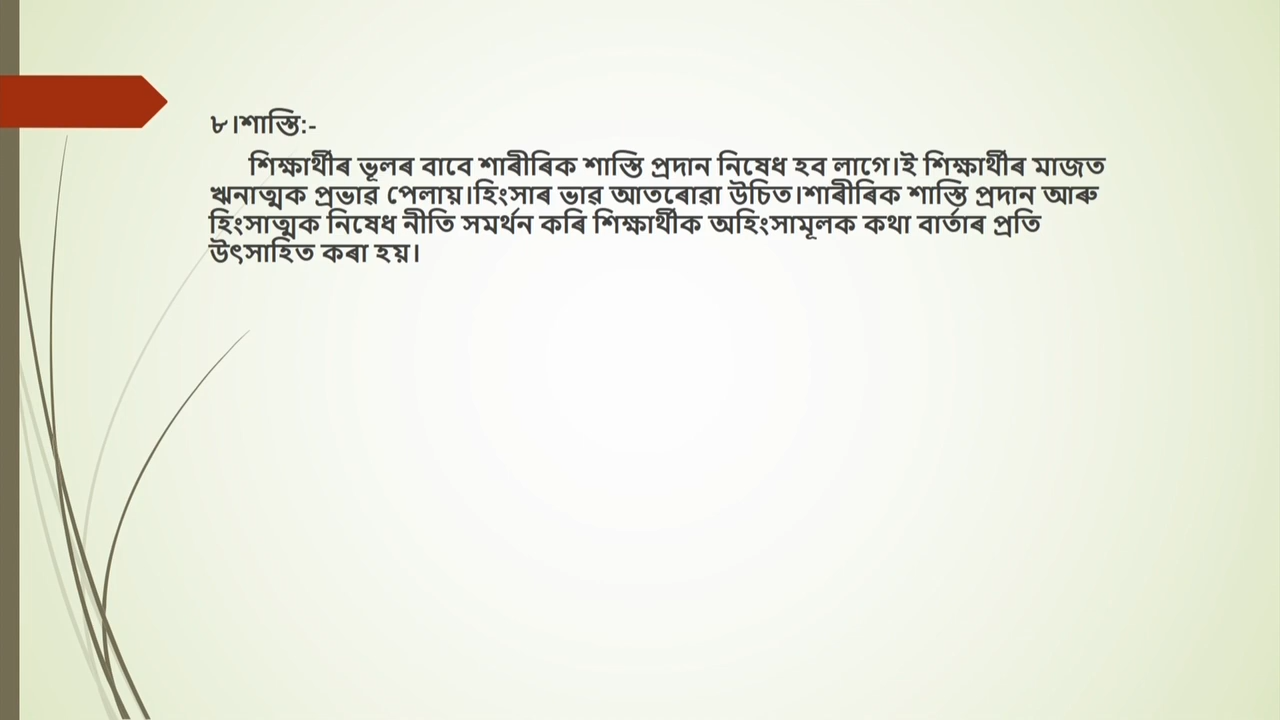 ৮।শাস্তি:-
শিক্ষাৰ্থীৰ ভূলৰ বাবে শাৰীৰিক শাস্তি প্ৰদান নিষেধ হব লাগে।ই শিক্ষাৰ্থীৰ মাজত
ঋনাত্মক প্ৰভাৱ পেলায়।হিংসাৰ ভাৱ আতৰোৱা উচিত।শাৰীৰিক শাস্তি প্ৰদান আৰু
হিংসাত্মক নিষেধ নীতি সমৰ্থন কৰি শিক্ষাৰ্থীক অহিংসামূলক কথা বাৰ্তাৰ প্ৰতি
উৎসাহিত কৰা হয়।